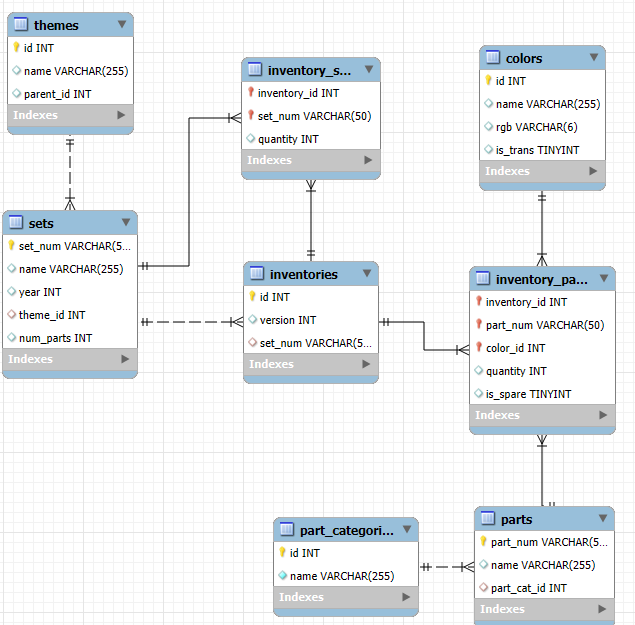 themes
id INT
name VARCHAR(255)
parent_id INT
Indexes
inventory_s...
inventory_id INT
set_num VARCHAR(50)
quantity INT
Indexes
colors
id INT
name VARCHAR(255)
rgb VARCHAR(6)
is_trans TINYINT
Indexes
sets
set_num VARCHAR(5...
name VARCHAR(255)
year INT
theme_id INT
num_parts INT
Indexes
inventories
id INT
version INT
set_num VARCHAR(5...
Indexes
inventory_pa...
inventory_id INT
part_num VARCHAR(50)
color_id INT
quantity INT
is_spare TINYINT
Indexes
part_categori...
id INT
name VARCHAR(255)
Indexes
parts
part_num VARCHAR(5...
name VARCHAR(255)
part_cat_id INT
Indexes